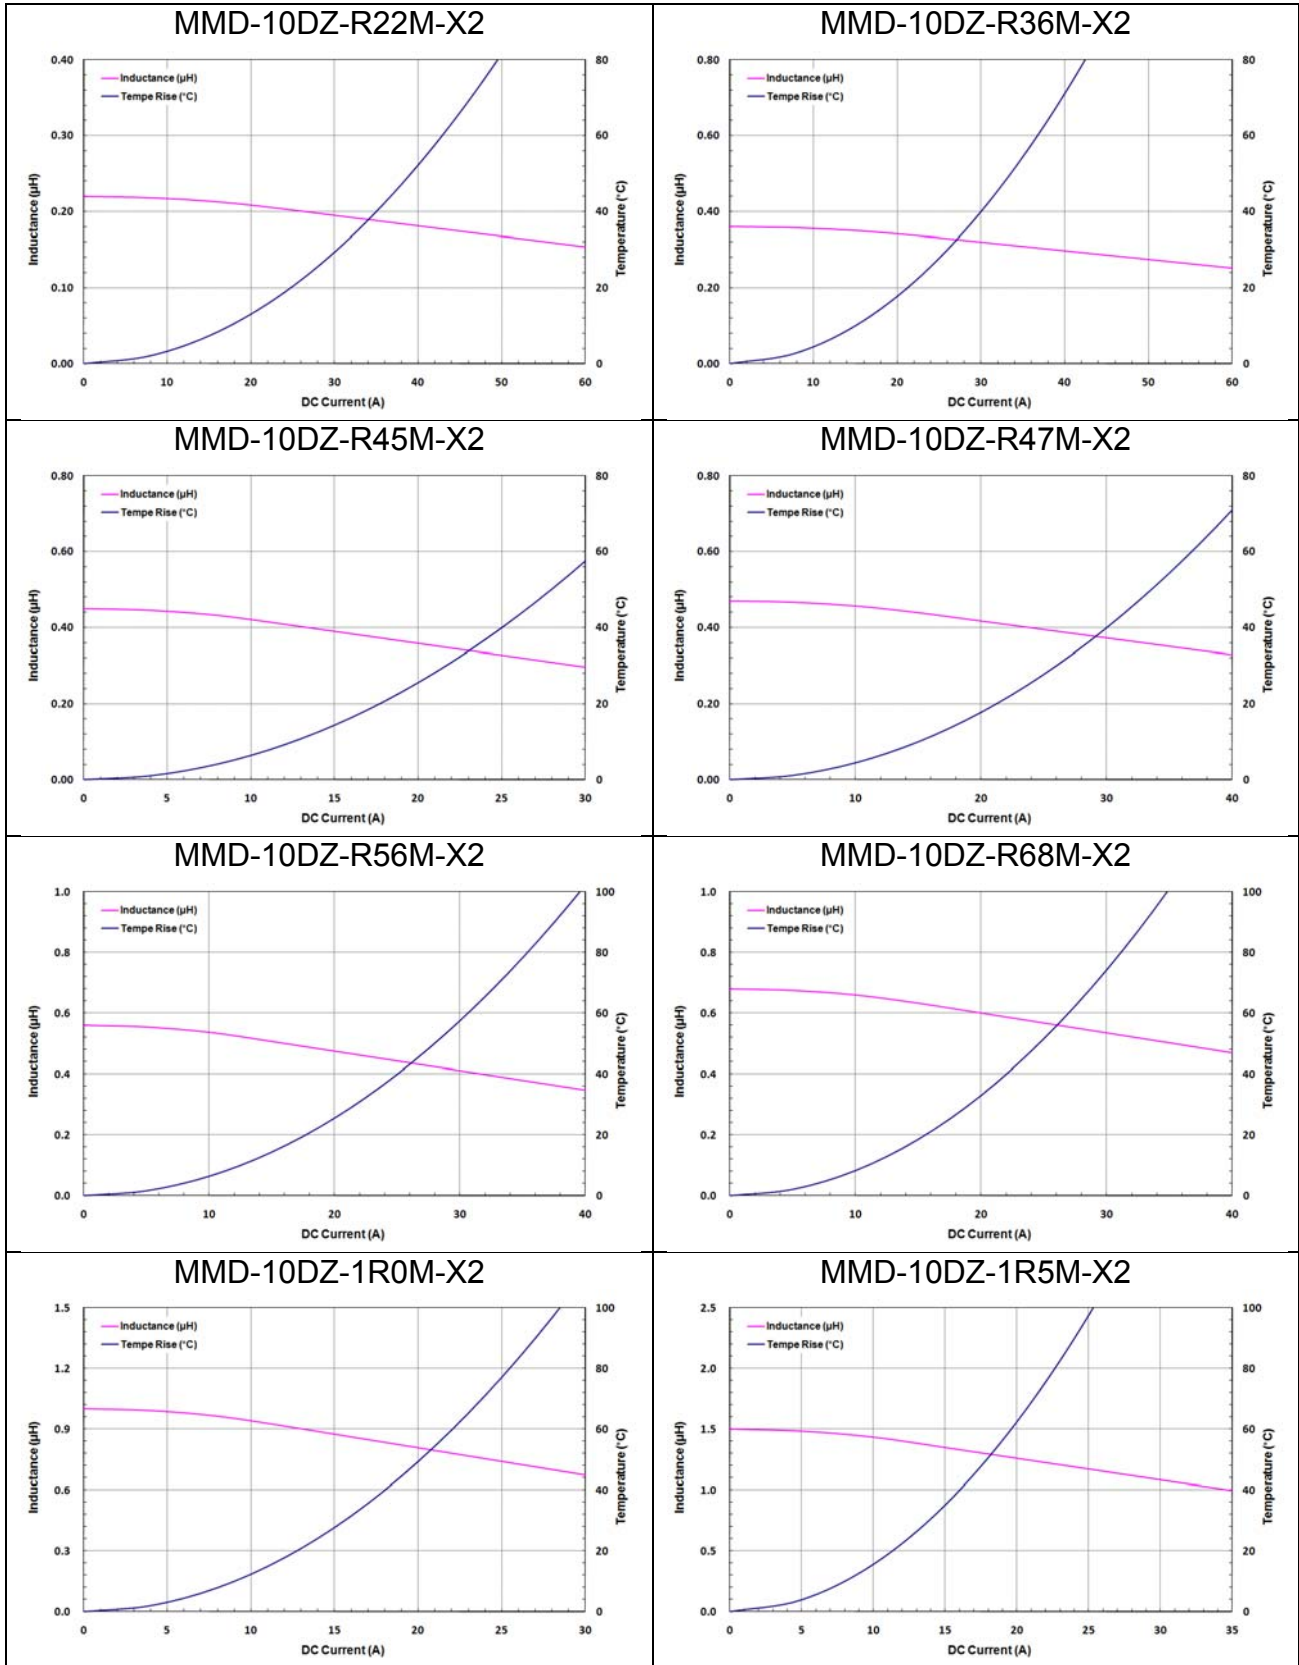 MMD-10DZ-R22M-X2
Inductance (μH)
Tempe Rise (°C)
0.40
0.30
0.20
0.10
0.00
Inductance (μH)
80
60
40
20
0
Temperature (°C)
0 10 20 30 40 50 60
DC Current (A)
MMD-10DZ-R36M-X2
Inductance (μH)
Tempe Rise (°C)
0.80
0.60
0.40
0.20
0.00
Inductance (μH)
80
60
40
20
0
Temperature (°C)
0 10 20 30 40 50 60
DC Current (A)
MMD-10DZ-R45M-X2
Inductance (μH)
Tempe Rise (°C)
0.80
0.60
0.40
0.20
0.00
Inductance (μH)
80
60
40
20
0
Temperature (°C)
0 5 10 15 20 25 30
DC Current (A)
MMD-10DZ-R47M-X2
Inductance (μH)
Tempe Rise (°C)
0.80
0.60
0.40
0.20
0.00
Inductance (μH)
80
60
40
20
0
Temperature (°C)
0 10 20 30 40
DC Current (A)
MMD-10DZ-R56M-X2
Inductance (μH)
Tempe Rise (°C)
1.0
0.8
0.6
0.4
0.2
0.0
Inductance (μH)
100
80
60
40
20
0
Temperature (°C)
0 10 20 30 40
DC Current (A)
MMD-10DZ-R68M-X2
Inductance (μH)
Tempe Rise (°C)
1.0
0.8
0.6
0.4
0.2
0.0
Inductance (μH)
100
80
60
40
20
0
Temperature (°C)
0 10 20 30 40
DC Current (A)
MMD-10DZ-1R0M-X2
Inductance (μH)
Tempe Rise (°C)
1.5
1.2
0.9
0.6
0.3
0.0
Inductance (μH)
100
80
60
40
20
0
Temperature (°C)
0 5 10 15 20 25 30
DC Current (A)
MMD-10DZ-1R5M-X2
Inductance (μH)
Tempe Rise (°C)
2.5
2.0
1.5
1.0
0.5
0.0
Inductance (μH)
100
80
60
40
20
0
Temperature (°C)
0 5 10 15 20 25 30 35
DC Current (A)